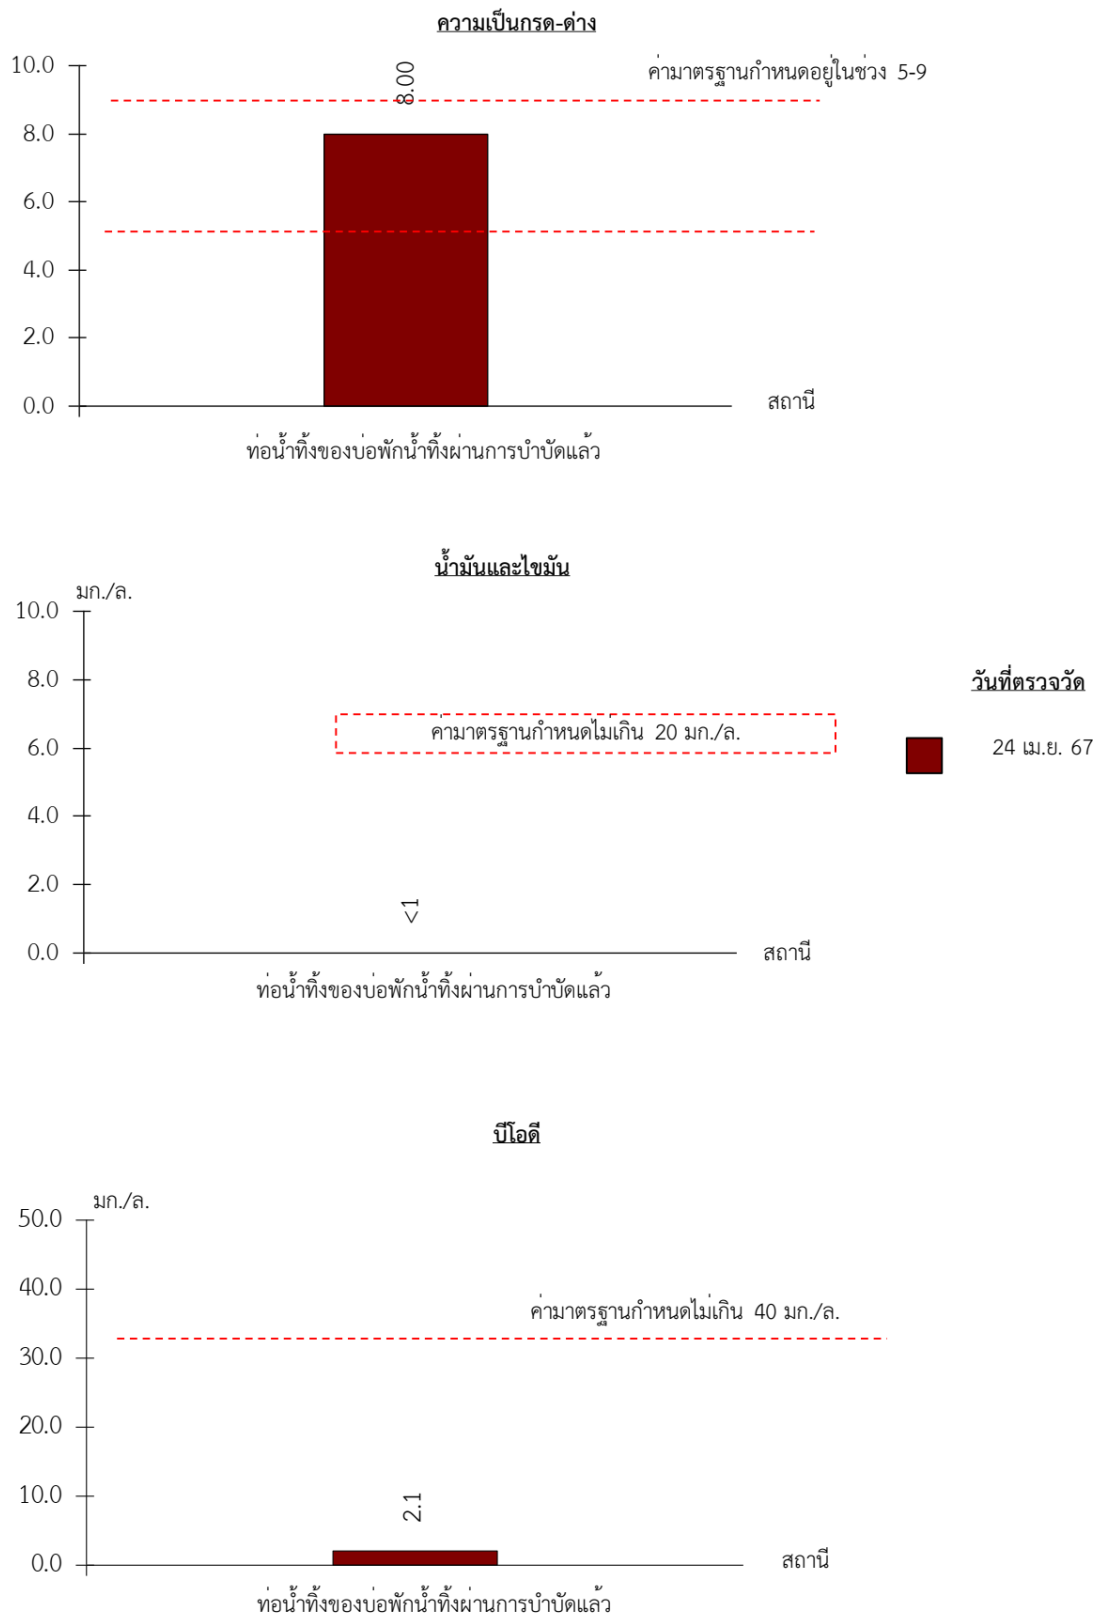 ความเป็นกรด-ด่าง
ค่ามาตรฐานกำหนดอยู่ในช่วง 5-9
10.0
8.00
8.0
6.0
4.0
2.0
0.0
สถานี
ท่อน้ำทิ้งของบ่อพักน้ำทิ้งผ่านการบำบัดแล้ว
น้ำมันและไขมัน
มก./ล.
10.0
8.0
ค่ามาตรฐานกำหนดไม่เกิน 20 มก./ล.
6.0
4.0
2.0
<1
0.0
สถานี
ท่อน้ำทิ้งของบ่อพักน้ำทิ้งผ่านการบำบัดแล้ว
วันที่ตรวจวัด
24 เม.ย. 67
บีโอดี
มก./ล.
50.0
40.0
ค่ามาตรฐานกำหนดไม่เกิน 40 มก./ล.
30.0
20.0
10.0
2.1
0.0
สถานี
ท่อน้ำทิ้งของบ่อพักน้ำทิ้งผ่านการบำบัดแล้ว